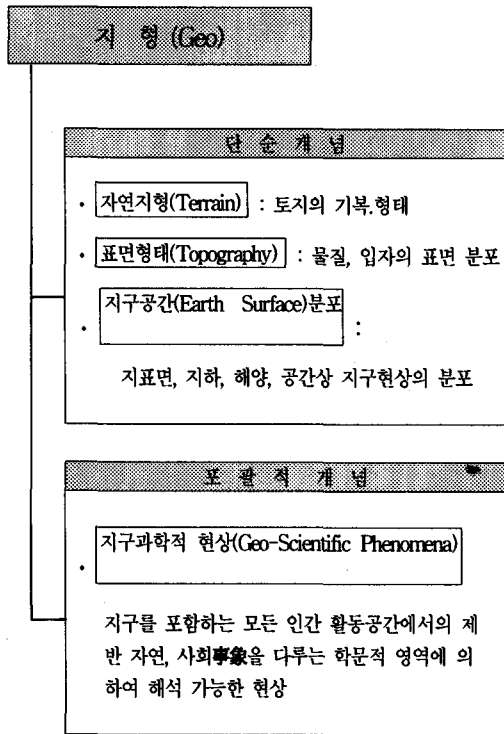 지 형 (Geo)
단 순 개 념
· 자연지형(Terrain) : 토지의 기복.형태
· 표면형태(Topography) : 물질, 입자의 표면 분포
· 지구공간(Earth Surface)분포 :
지표면, 지하, 해양, 공간상 지구현상의 분포
포 괄 적 개 념
· 지구과학적 현상(Geo-Scientific Phenomena)
지구를 포함하는 모든 인간 활동공간에서의 제
반 자연, 사회事象을 다루는 학문적 영역에 의
하여 해석 가능한 현상